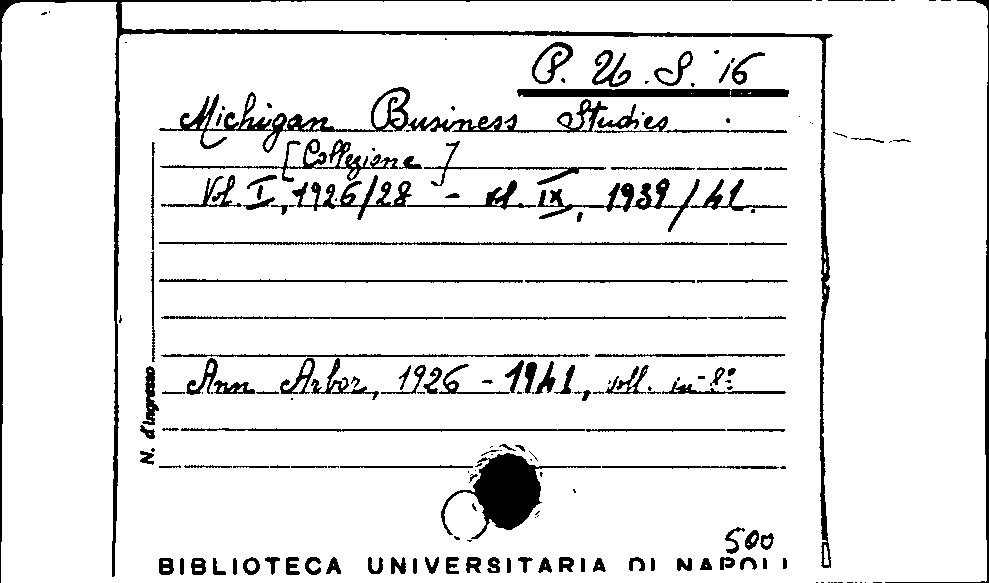 P. U. S. 16
Michigan Business Studies.
[Collezione]
Vol. I, 1926/28 - vol. IX, 1939/41.
Ann Arbor, 1926 - 1941, voll. in-8°
N. d'Ingresso
500
BIBLIOTECA UNIVERSITARIA DI NAPOLI